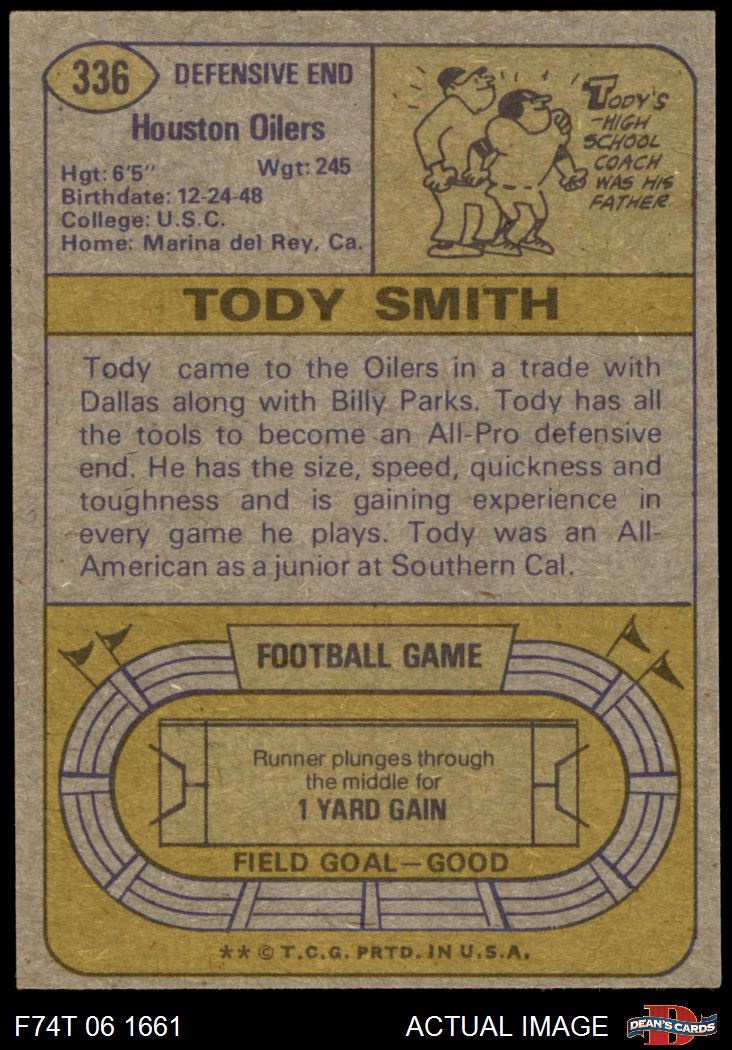 336
DEFENSIVE END
Houston Oilers
Hgt: 6'5" Wgt: 245
Birthdate: 12-24-48
College: U.S.C.
Home: Marina del Rey, Ca.
TODY'S
-HIGH
SCHOOL
COACH
WAS HIS
FATHER
TODY SMITH
Tody came to the Oilers in a trade with
Dallas along with Billy Parks. Tody has all
the tools to become an All-Pro defensive
end. He has the size, speed, quickness and
toughness and is gaining experience in
every game he plays. Tody was an All-
American as a junior at Southern Cal.
FOOTBALL GAME
Runner plunges through
the middle for
1 YARD GAIN
FIELD GOAL—GOOD
** © T.C.G. PRTD. IN U.S.A.
F74T 06 1661
ACTUAL IMAGE
D
DEAN'S CARDS